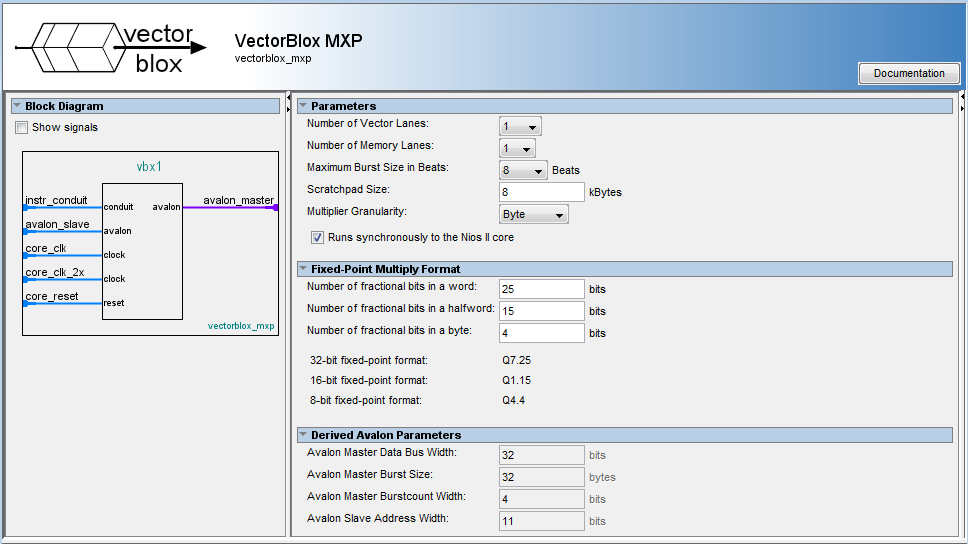 vector
blox
VectorBlox MXP
vectorblox_mxp
Documentation
Block Diagram
Show signals
vbx1
instr_conduit
conduit
avalon
avalon_master
avalon_slave
avalon
core_clk
clock
core_clk_2x
clock
core_reset
reset
vectorblox_mxp
Parameters
Number of Vector Lanes: 1
Number of Memory Lanes: 1
Maximum Burst Size in Beats: 8 Beats
Scratchpad Size: 8 kBytes
Multiplier Granularity: Byte
Runs synchronously to the Nios II core
Fixed-Point Multiply Format
Number of fractional bits in a word: 25 bits
Number of fractional bits in a halfword: 15 bits
Number of fractional bits in a byte: 4 bits
32-bit fixed-point format: Q7.25
16-bit fixed-point format: Q1.15
8-bit fixed-point format: Q4.4
Derived Avalon Parameters
Avalon Master Data Bus Width: 32 bits
Avalon Master Burst Size: 32 bytes
Avalon Master Burstcount Width: 4 bits
Avalon Slave Address Width: 11 bits